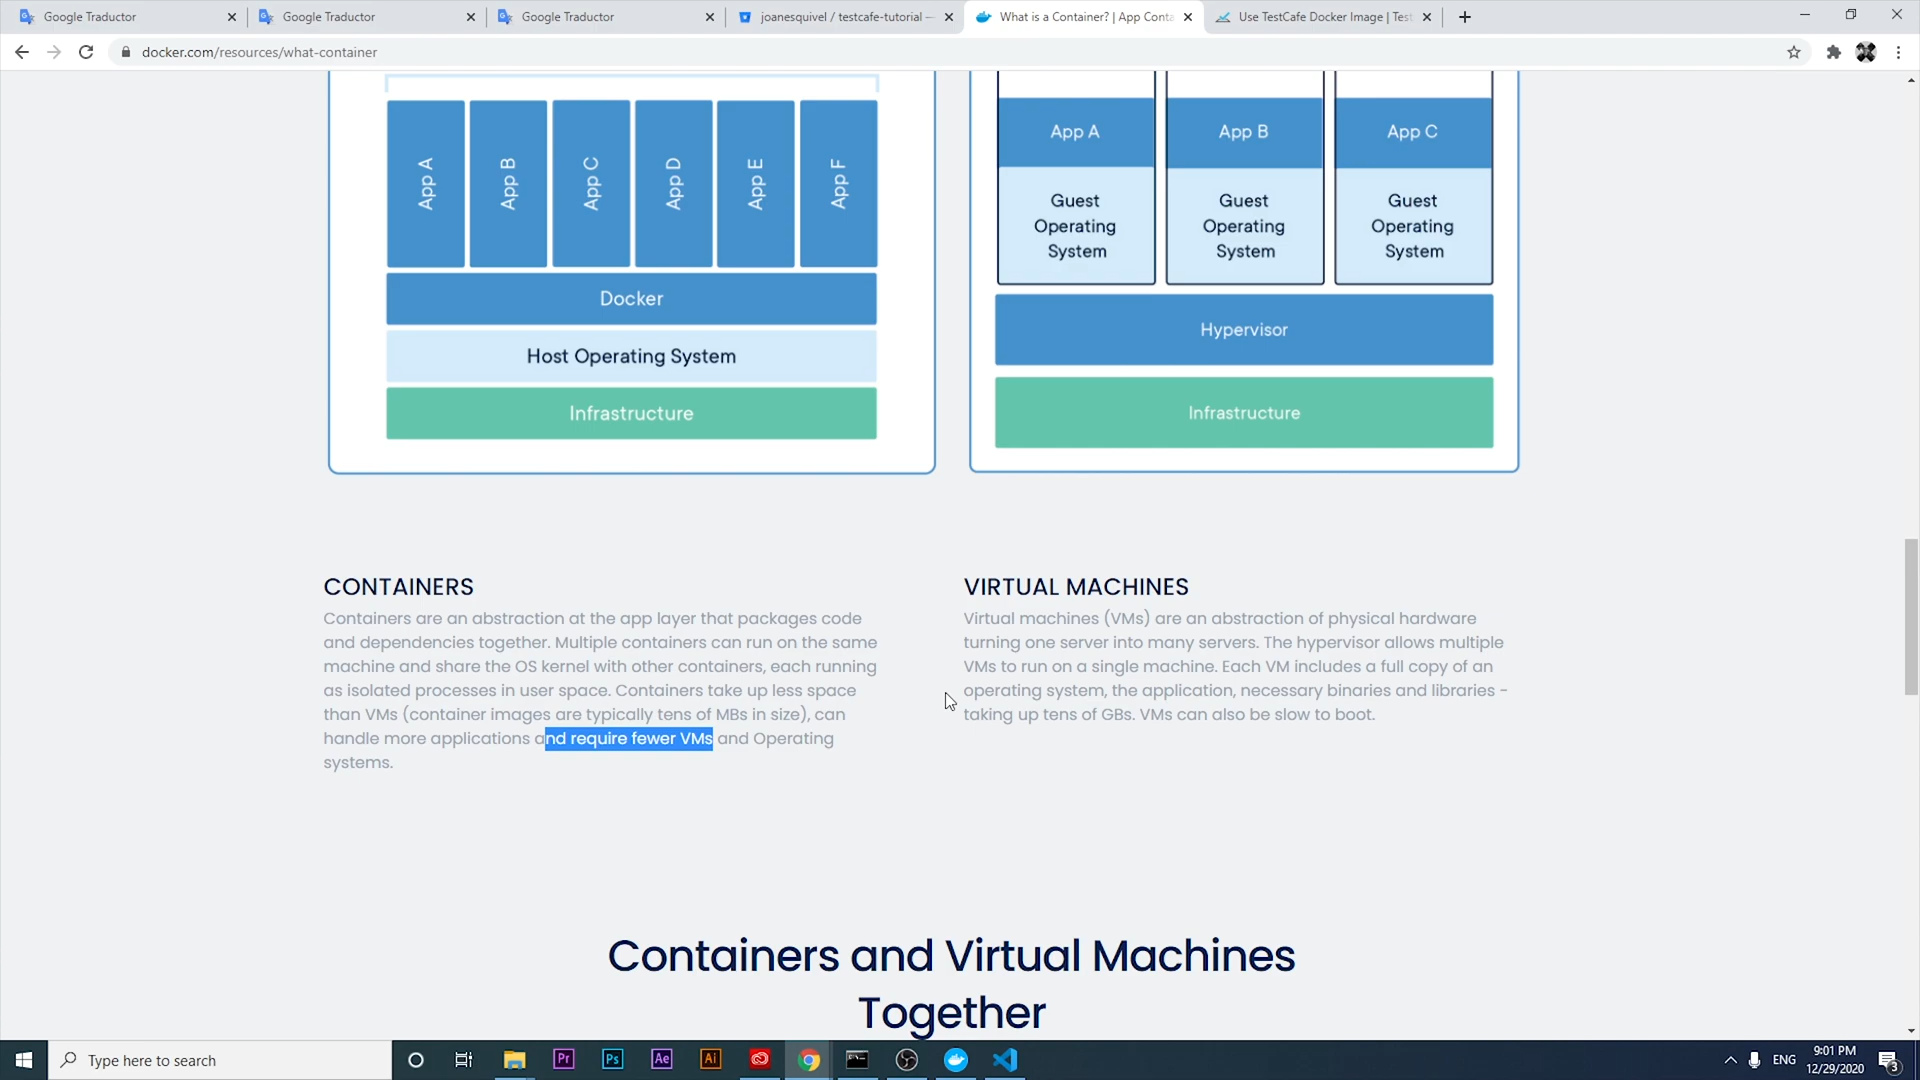 Google Traductor
Google Traductor
Google Traductor
joanesquivel / testcafe-tutorial —
What is a Container? | App Conta
Use TestCafe Docker Image | Test
docker.com/resources/what-container
App A
App B
App C
App D
App E
App F
Docker
Host Operating System
Infrastructure
App A
App B
App C
Guest
Operating
System
Guest
Operating
System
Guest
Operating
System
Hypervisor
Infrastructure
CONTAINERS
Containers are an abstraction at the app layer that packages code
and dependencies together. Multiple containers can run on the same
machine and share the OS kernel with other containers, each running
as isolated processes in user space. Containers take up less space
than VMs (container images are typically tens of MBs in size), can
handle more applications and require fewer VMs and Operating
systems.
VIRTUAL MACHINES
Virtual machines (VMs) are an abstraction of physical hardware
turning one server into many servers. The hypervisor allows multiple
VMs to run on a single machine. Each VM includes a full copy of an
operating system, the application, necessary binaries and libraries -
taking up tens of GBs. VMs can also be slow to boot.
Containers and Virtual Machines
Together
Type here to search
Pr
Ps
Ae
Ai
ENG
9:01 PM
12/29/2020
3